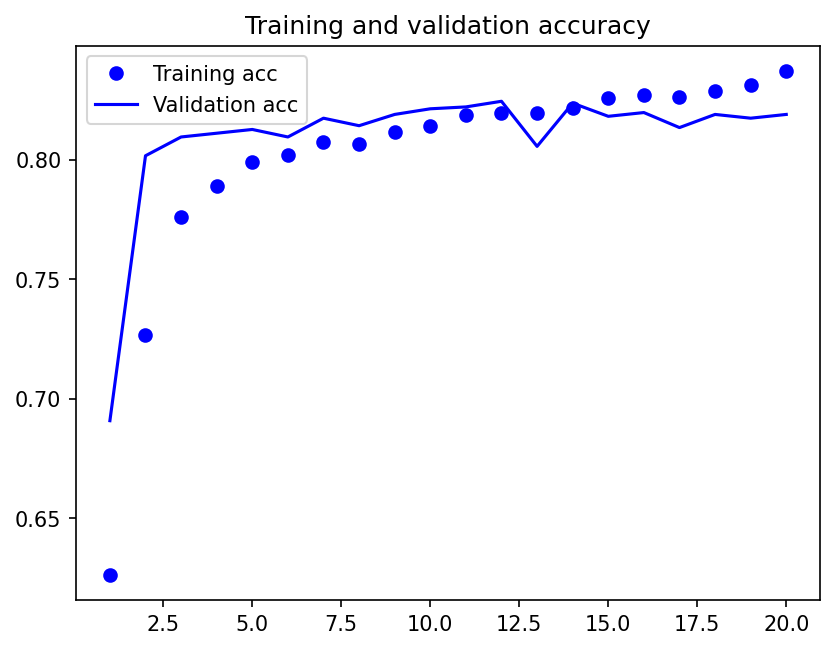 Training and validation accuracy
Training acc
Validation acc
0.80
0.75
0.70
0.65
2.5 5.0 7.5 10.0 12.5 15.0 17.5 20.0